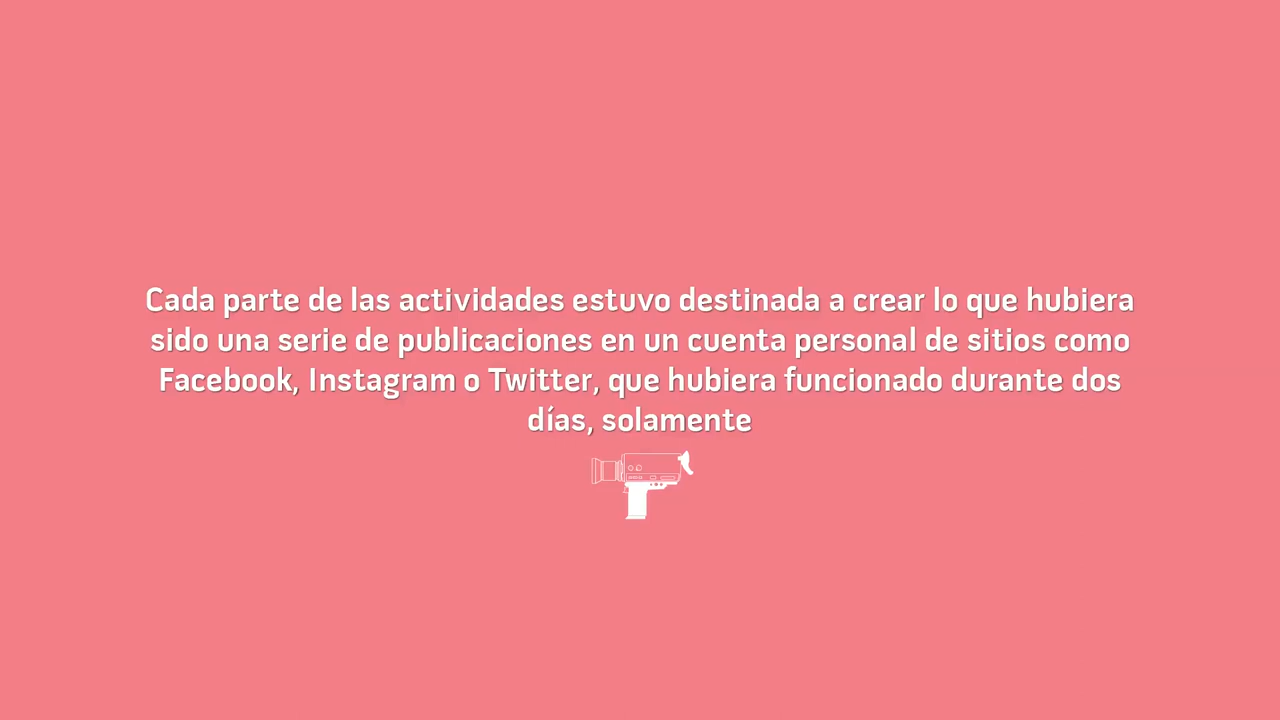 Cada parte de las actividades estuvo destinada a crear lo que hubiera
sido una serie de publicaciones en un cuenta personal de sitios como
Facebook, Instagram o Twitter, que hubiera funcionado durante dos
días, solamente